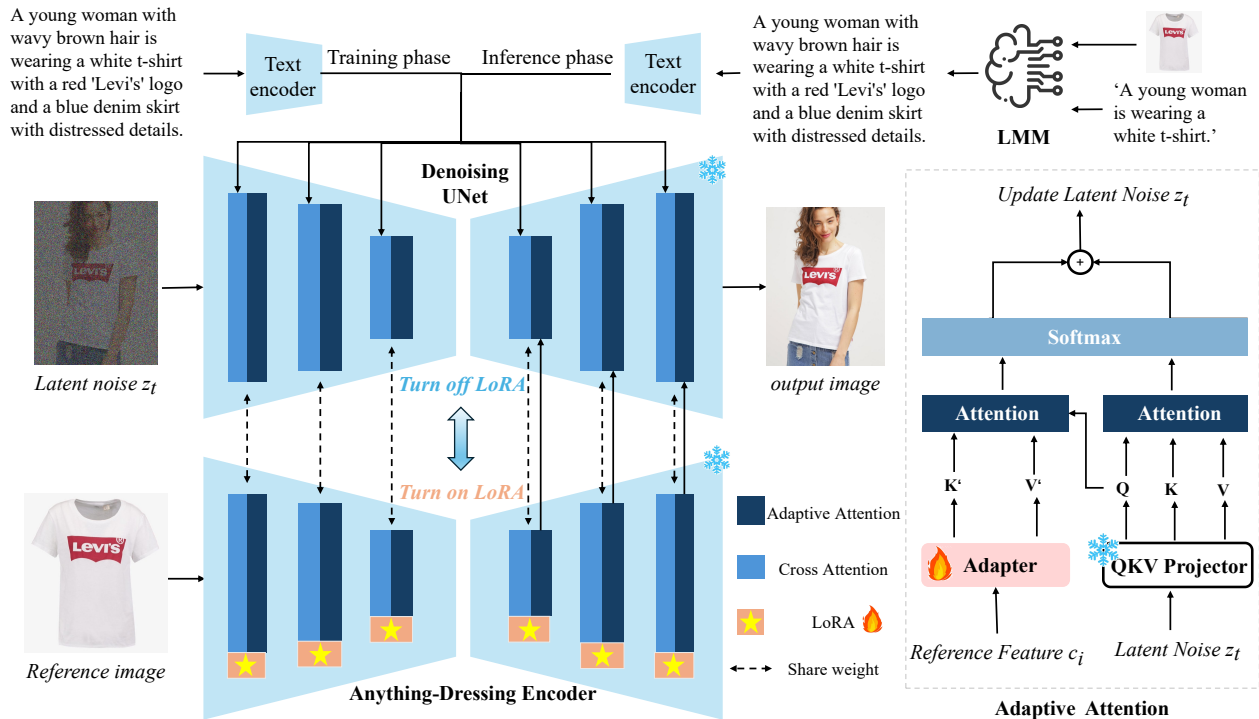 A young woman with
wavy brown hair is
wearing a white t-shirt
with a red 'Levi's' logo
and a blue denim skirt
with distressed details.
Text
encoder
Training phase
Inference phase
Text
encoder
A young woman with
wavy brown hair is
wearing a white t-shirt
with a red 'Levi's' logo
and a blue denim skirt
with distressed details.
LMM
‘A young woman
is wearing a
white t-shirt.’
LEVI'S
Denoising
UNet
LEVI'S
Latent noise zt
Turn off LoRA
LEVI'S
output image
Turn on LoRA
LEVI'S
Reference image
Anything-Dressing Encoder
Adaptive Attention
Cross Attention
LoRA
Share weight
Update Latent Noise zt
+
Softmax
Attention
Attention
K‘
V‘
Q
K
V
Adapter
QKV Projector
Reference Feature ci
Latent Noise zt
Adaptive Attention